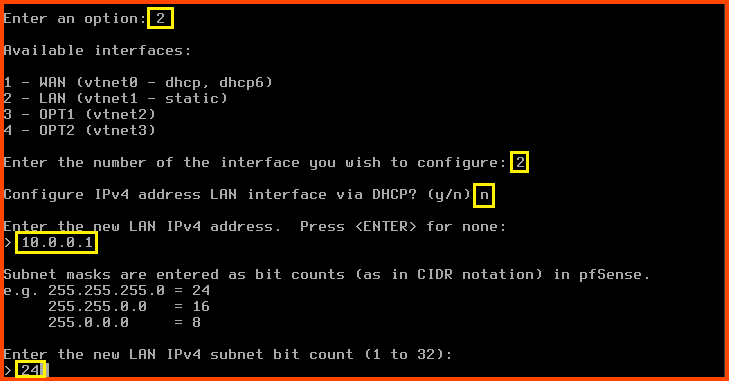 Enter an option: 2
Available interfaces:
1 - WAN (vtnet0 - dhcp, dhcp6)
2 - LAN (vtnet1 - static)
3 - OPT1 (vtnet2)
4 - OPT2 (vtnet3)
Enter the number of the interface you wish to configure: 2
Configure IPv4 address LAN interface via DHCP? (y/n) n
Enter the new LAN IPv4 address.  Press <ENTER> for none:
> 10.0.0.1
Subnet masks are entered as bit counts (as in CIDR notation) in pfSense.
e.g. 255.255.255.0 = 24
     255.255.0.0   = 16
     255.0.0.0     = 8
Enter the new LAN IPv4 subnet bit count (1 to 32):
> 24